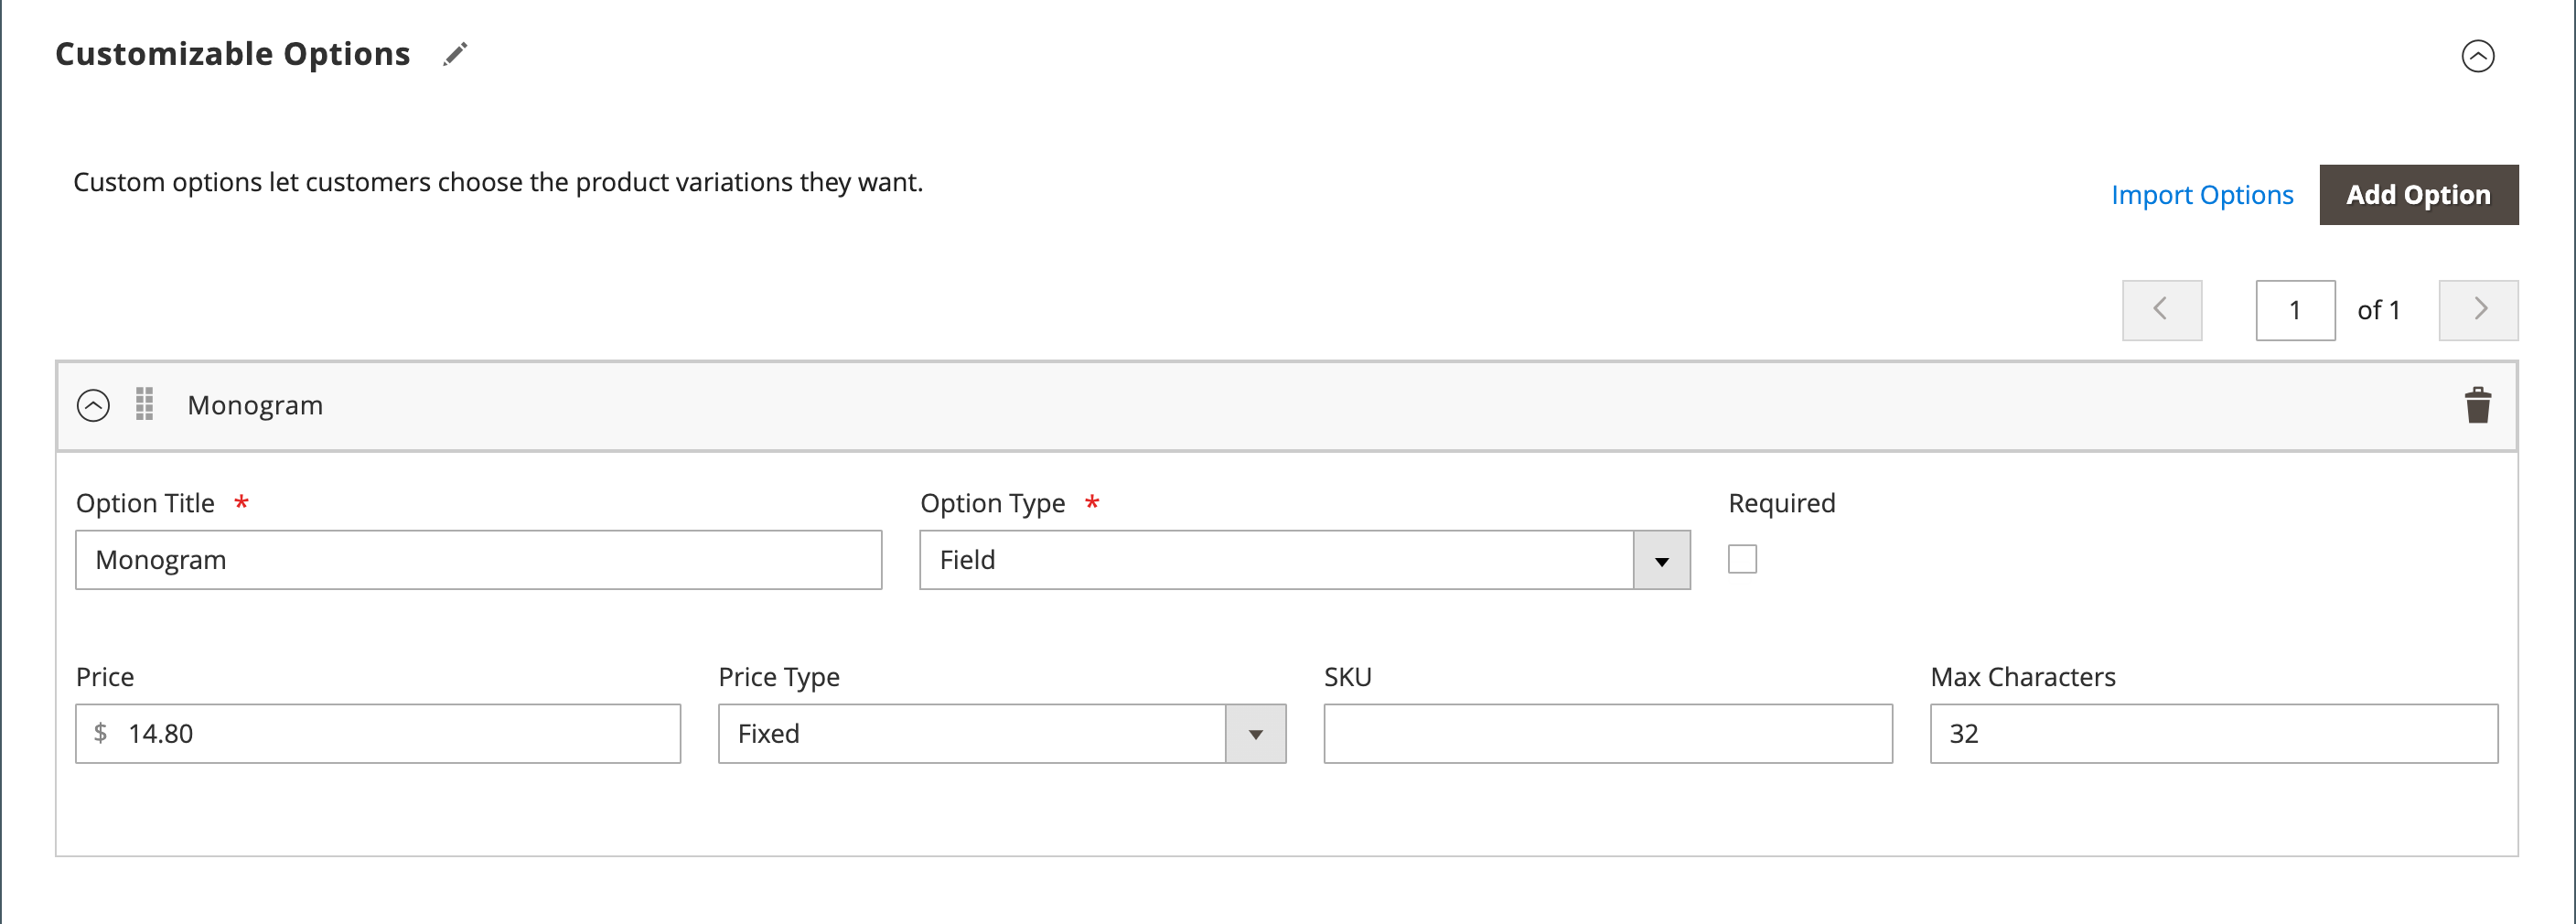 Customizable Options
Custom options let customers choose the product variations they want.
Import Options Add Option
1 of 1
Monogram
Option Title * Option Type * Required
Monogram Field
Price Price Type SKU Max Characters
$ 14.80 Fixed 32